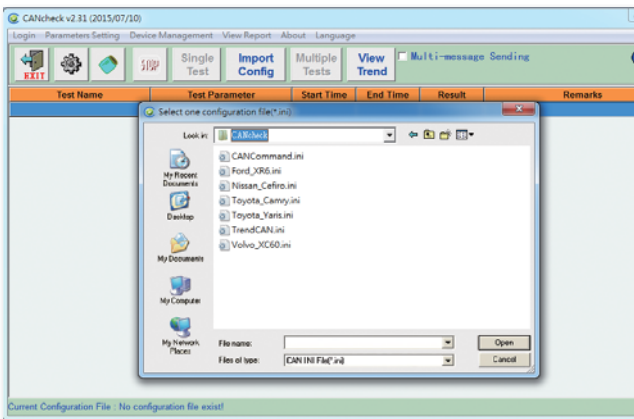 CANcheck v2.31 (2015/07/10)
Login Parameters Setting Device Management View Report About Language
EXIT STOP Single Test Import Config Multiple Tests View Trend Multi-message Sending
Test Name Test Parameter Start Time End Time Result Remarks
Select one configuration file(*.ini)
Look in: CANcheck
CANCommand.ini
Ford_XR6.ini
Nissan_Cefiro.ini
Toyota_Camry.ini
Toyota_Yaris.ini
TrendCAN.ini
Volvo_XC60.ini
My Recent Documents
Desktop
My Documents
My Computer
My Network Places
File name: Open
Files of type: CAN INI File(*.ini) Cancel
Current Configuration File : No configuration file exist!